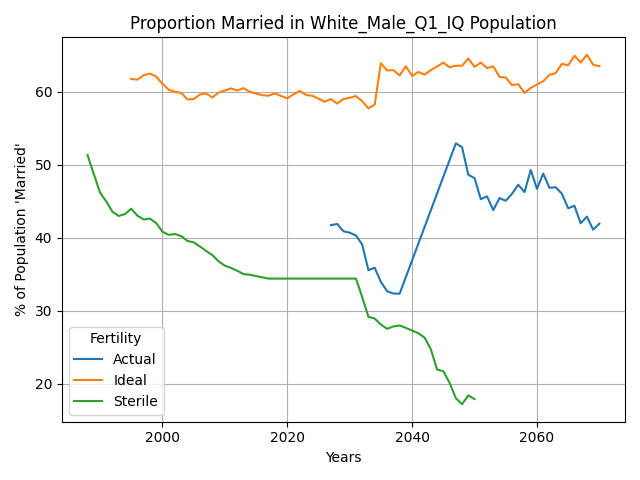 Proportion Married in White_Male_Q1_IQ Population
% of Population 'Married'
60
50
40
30
20
Fertility
Actual
Ideal
Sterile
2000
2020
2040
2060
Years